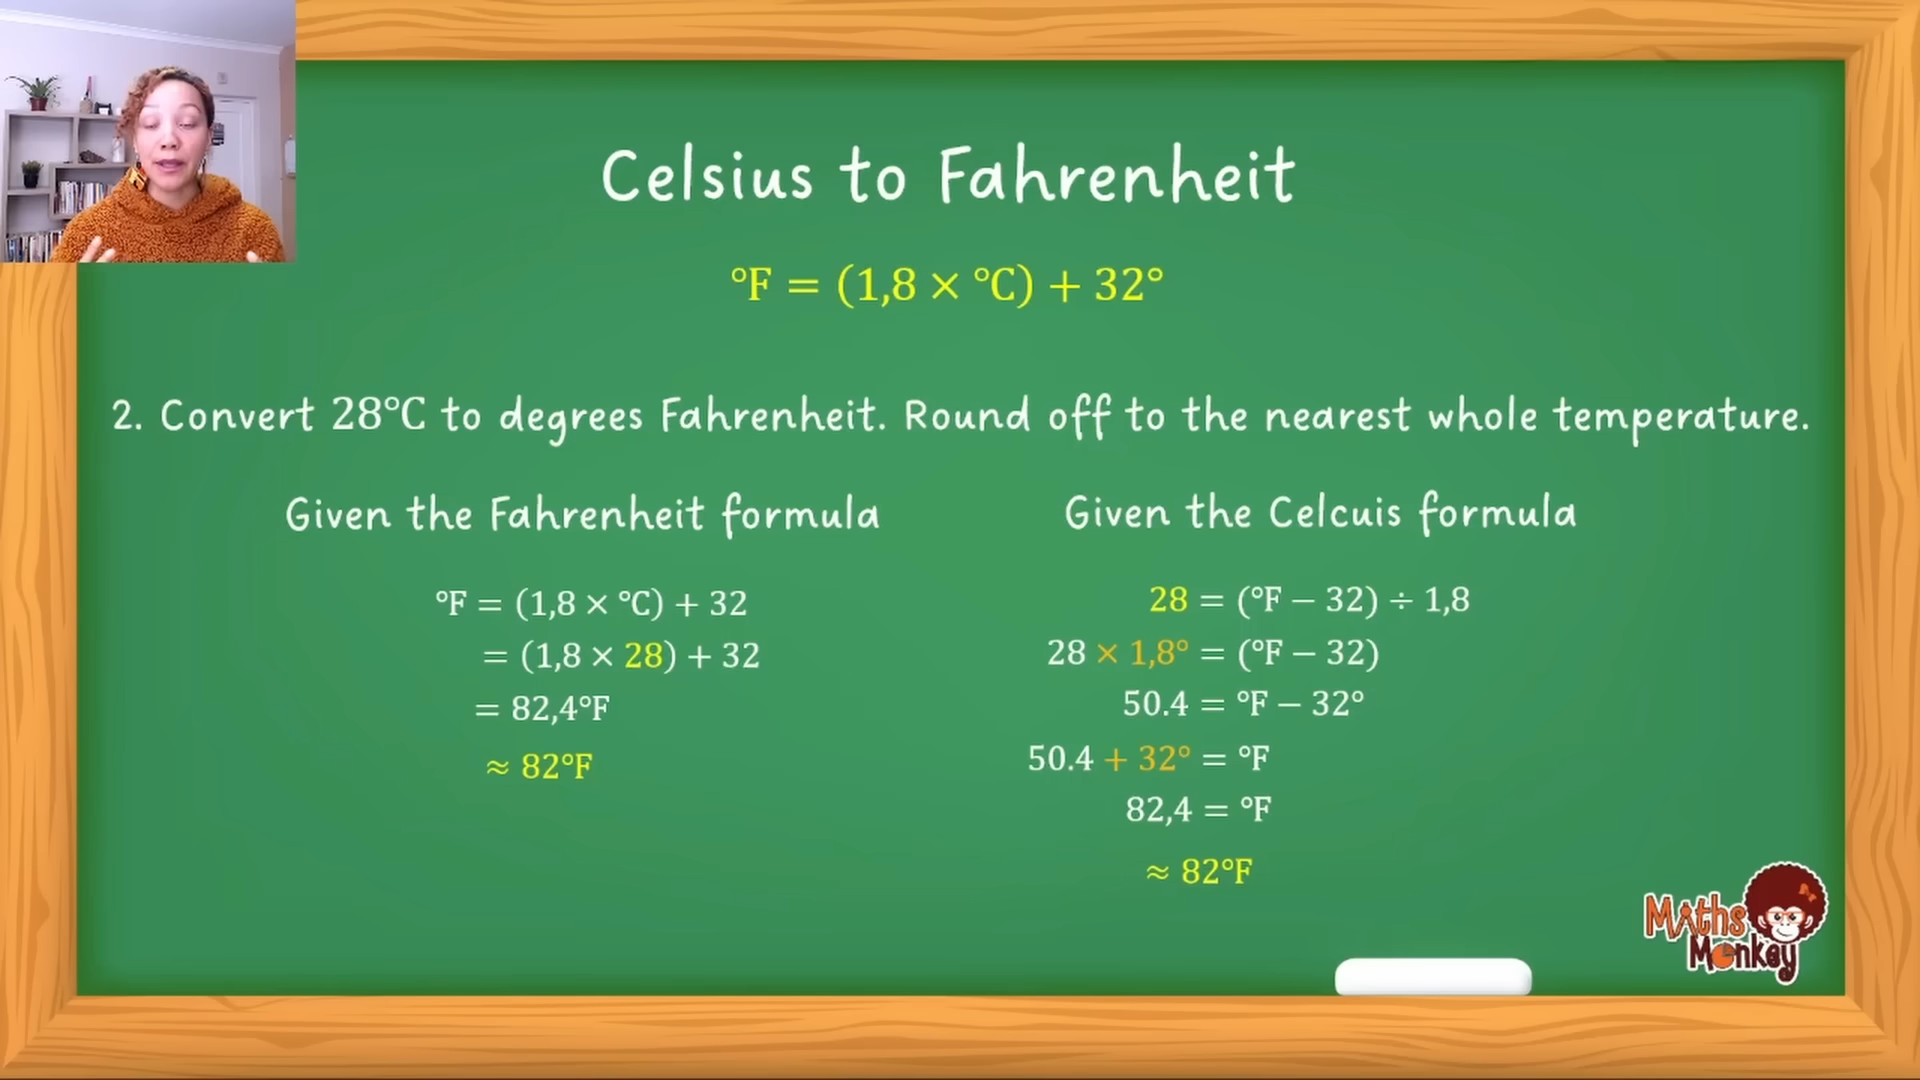 Celsius to Fahrenheit
°F = (1,8 × °C) + 32°
2. Convert 28°C to degrees Fahrenheit. Round off to the nearest whole temperature.
Given the Fahrenheit formula
°F = (1,8 × °C) + 32
= (1,8 × 28) + 32
= 82,4°F
≈ 82°F
Given the Celcuis formula
28 = (°F − 32) ÷ 1,8
28 × 1,8° = (°F − 32)
50.4 = °F − 32°
50.4 + 32° = °F
82,4 = °F
≈ 82°F
Maths
Monkey